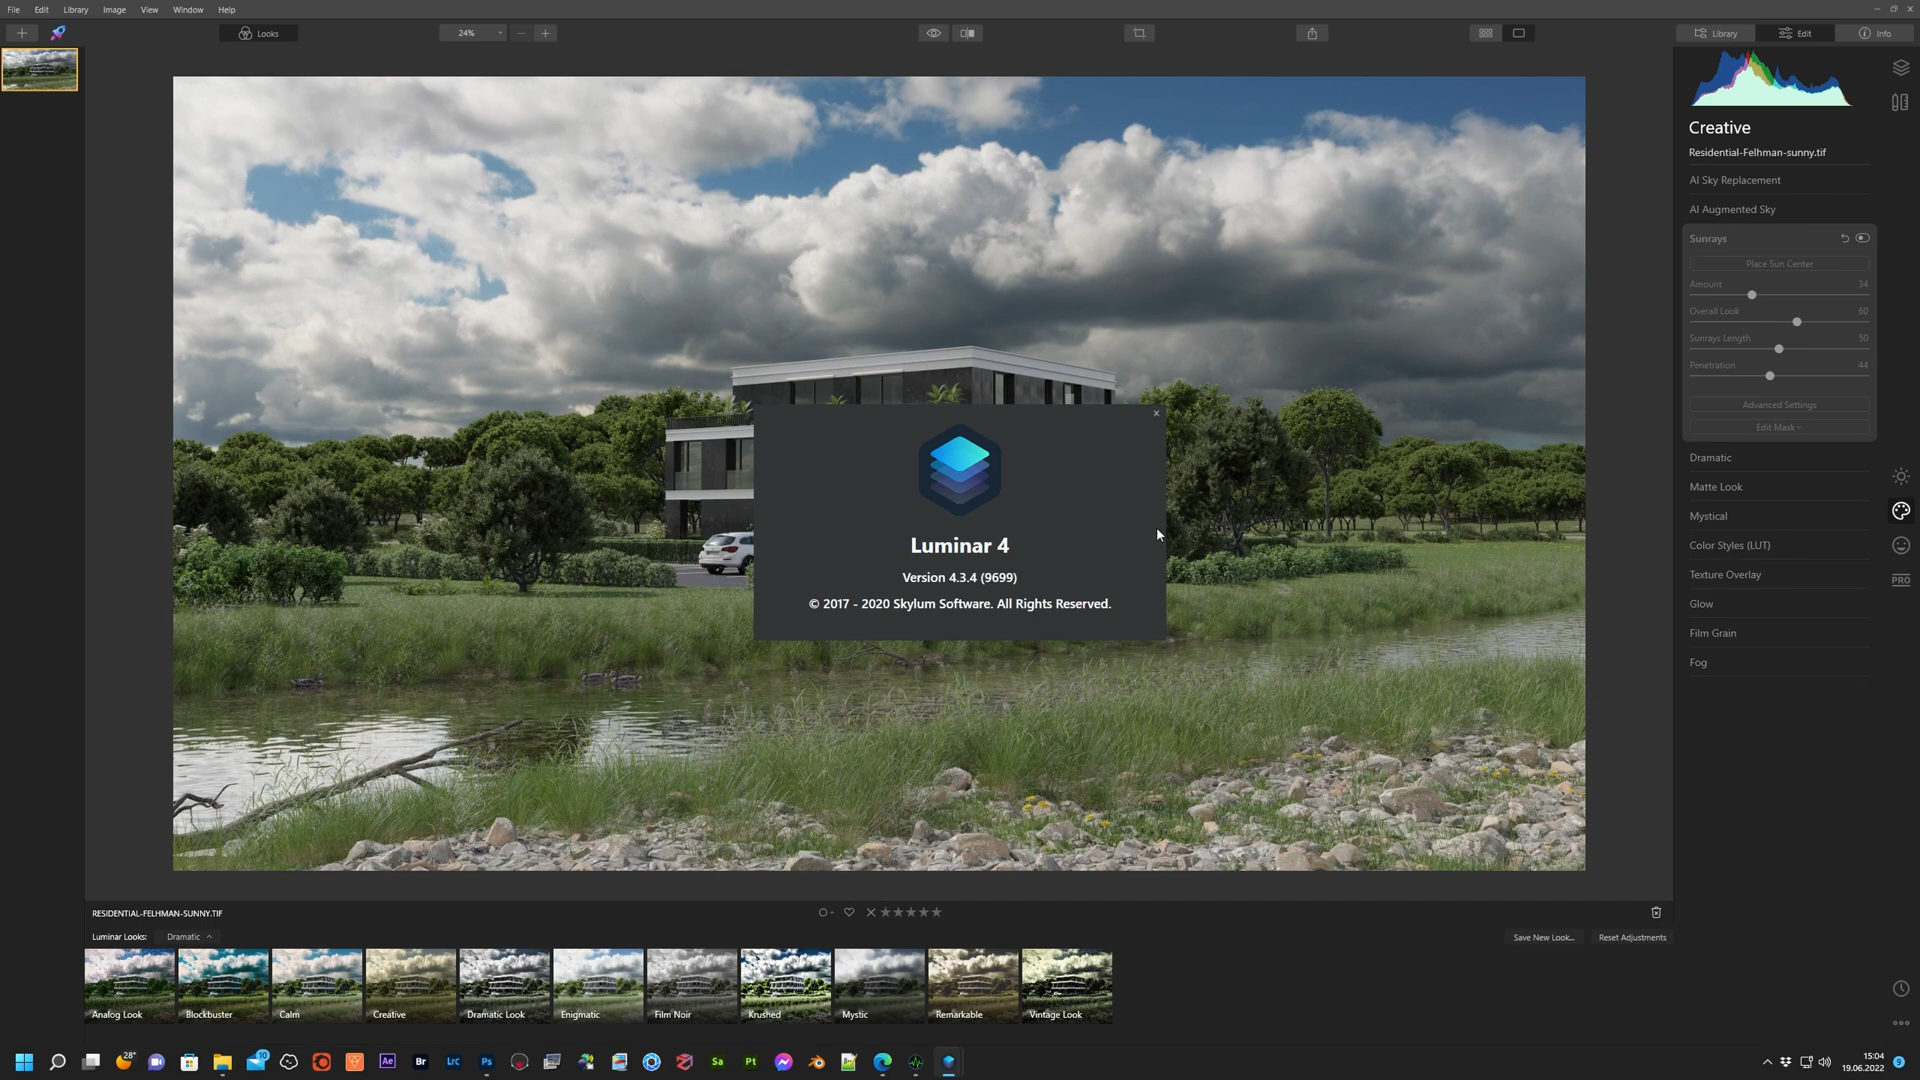 File Edit Library Image View Window Help
Looks
24%
Library
Edit
Info
Creative
Residential-Felhman-sunny.tif
AI Sky Replacement
AI Augmented Sky
Sunrays
Place Sun Center
Amount 34
Overall Look 60
Sunrays Length 50
Penetration 44
Advanced Settings
Edit Mask
Dramatic
Matte Look
Mystical
Color Styles (LUT)
Texture Overlay
Glow
Film Grain
Fog
PRO
Luminar 4
Version 4.3.4 (9699)
© 2017 - 2020 Skylum Software. All Rights Reserved.
RESIDENTIAL-FELHMAN-SUNNY.TIF
Luminar Looks: Dramatic
Save New Look... Reset Adjustments
Analog Look
Blockbuster
Calm
Creative
Dramatic Look
Enigmatic
Film Noir
Krushed
Mystic
Remarkable
Vintage Look
28°
10
Ae
Br
LrC
Ps
Sa
Pt
15:04
19.06.2022
9